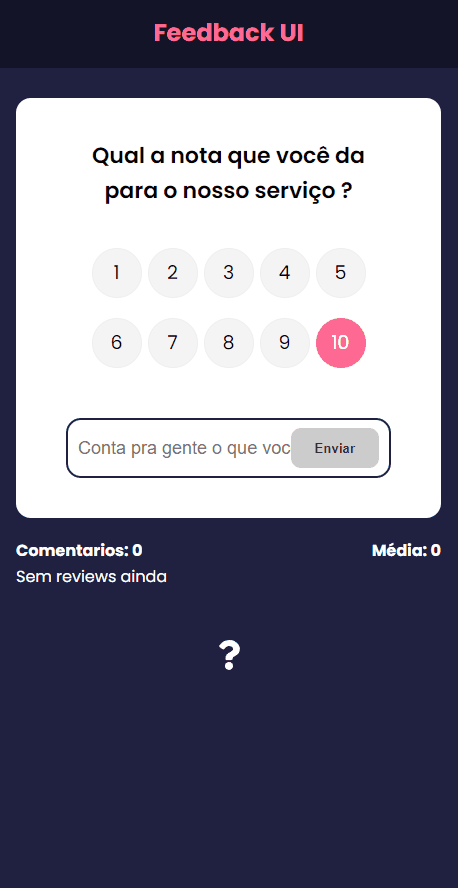 Feedback UI
Qual a nota que você da
para o nosso serviço ?
1 2 3 4 5
6 7 8 9 10
Conta pra gente o que voc Enviar
Comentarios: 0 Média: 0
Sem reviews ainda
?